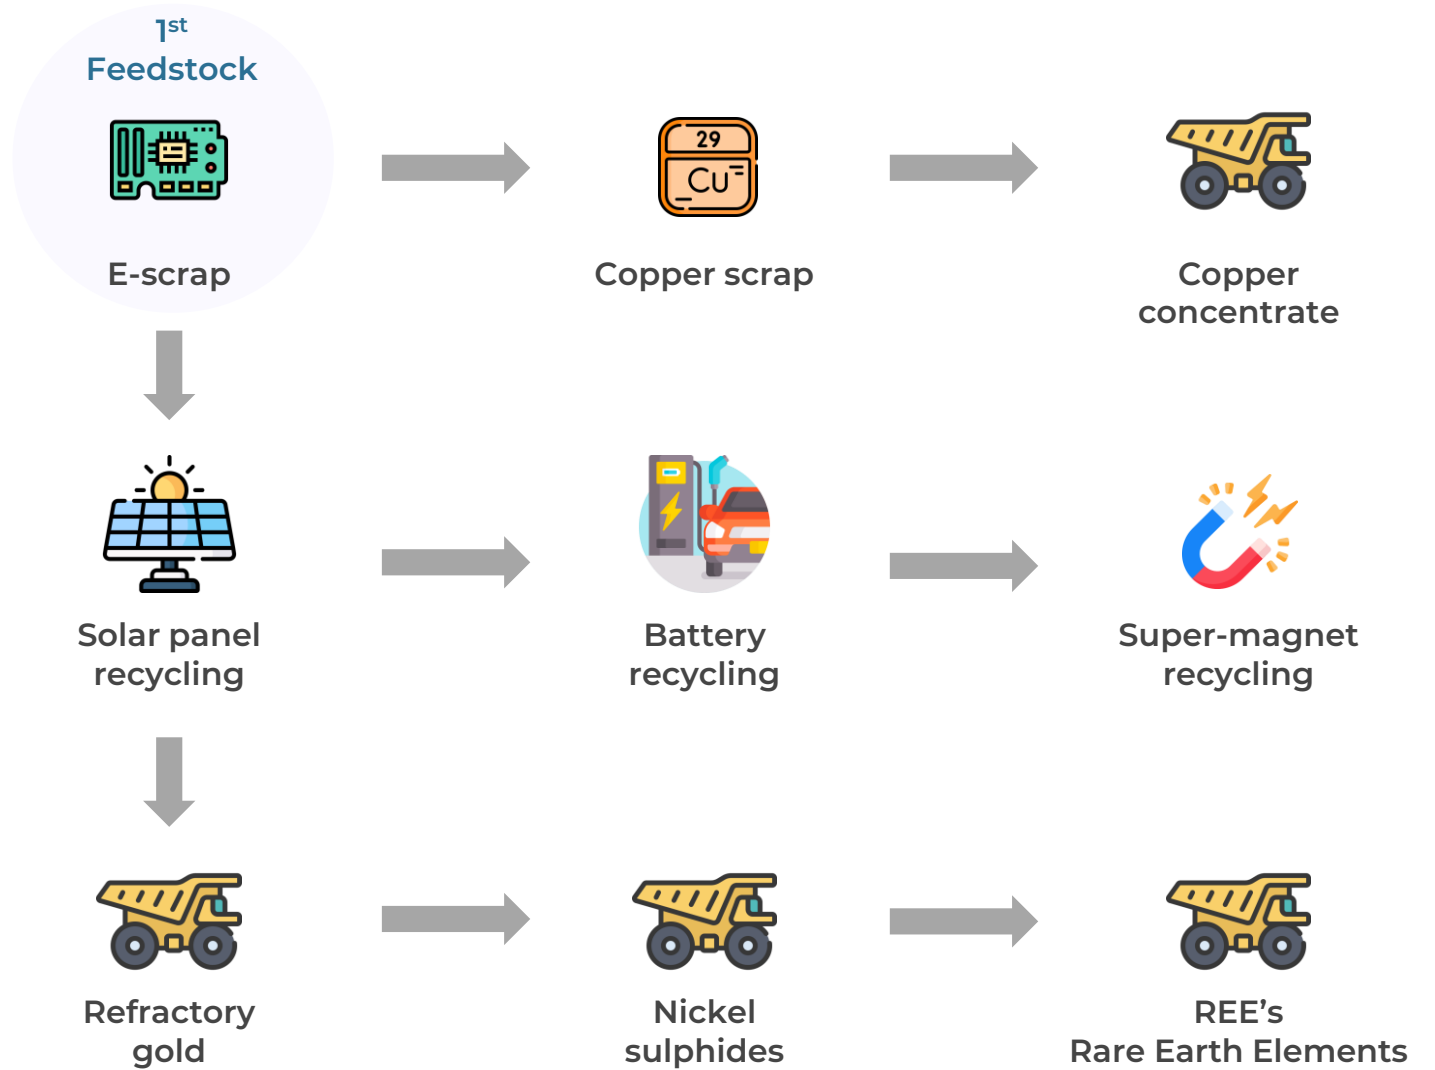 1st
Feedstock
E-scrap
29
Cu
Copper scrap
Copper
concentrate
Solar panel
recycling
Battery
recycling
Super-magnet
recycling
Refractory
gold
Nickel
sulphides
REE’s
Rare Earth Elements